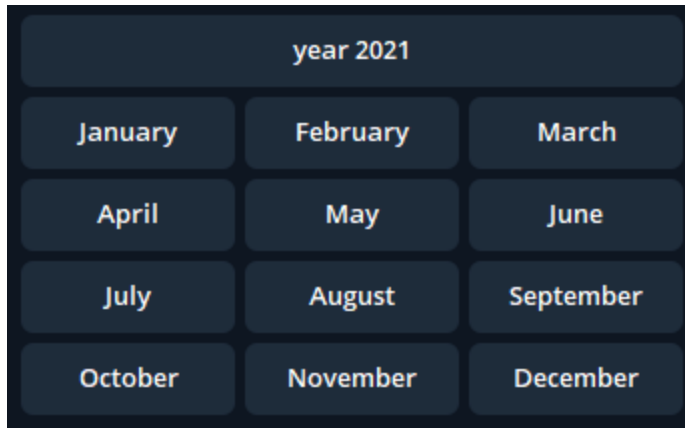 year 2021
January February March
April May June
July August September
October November December